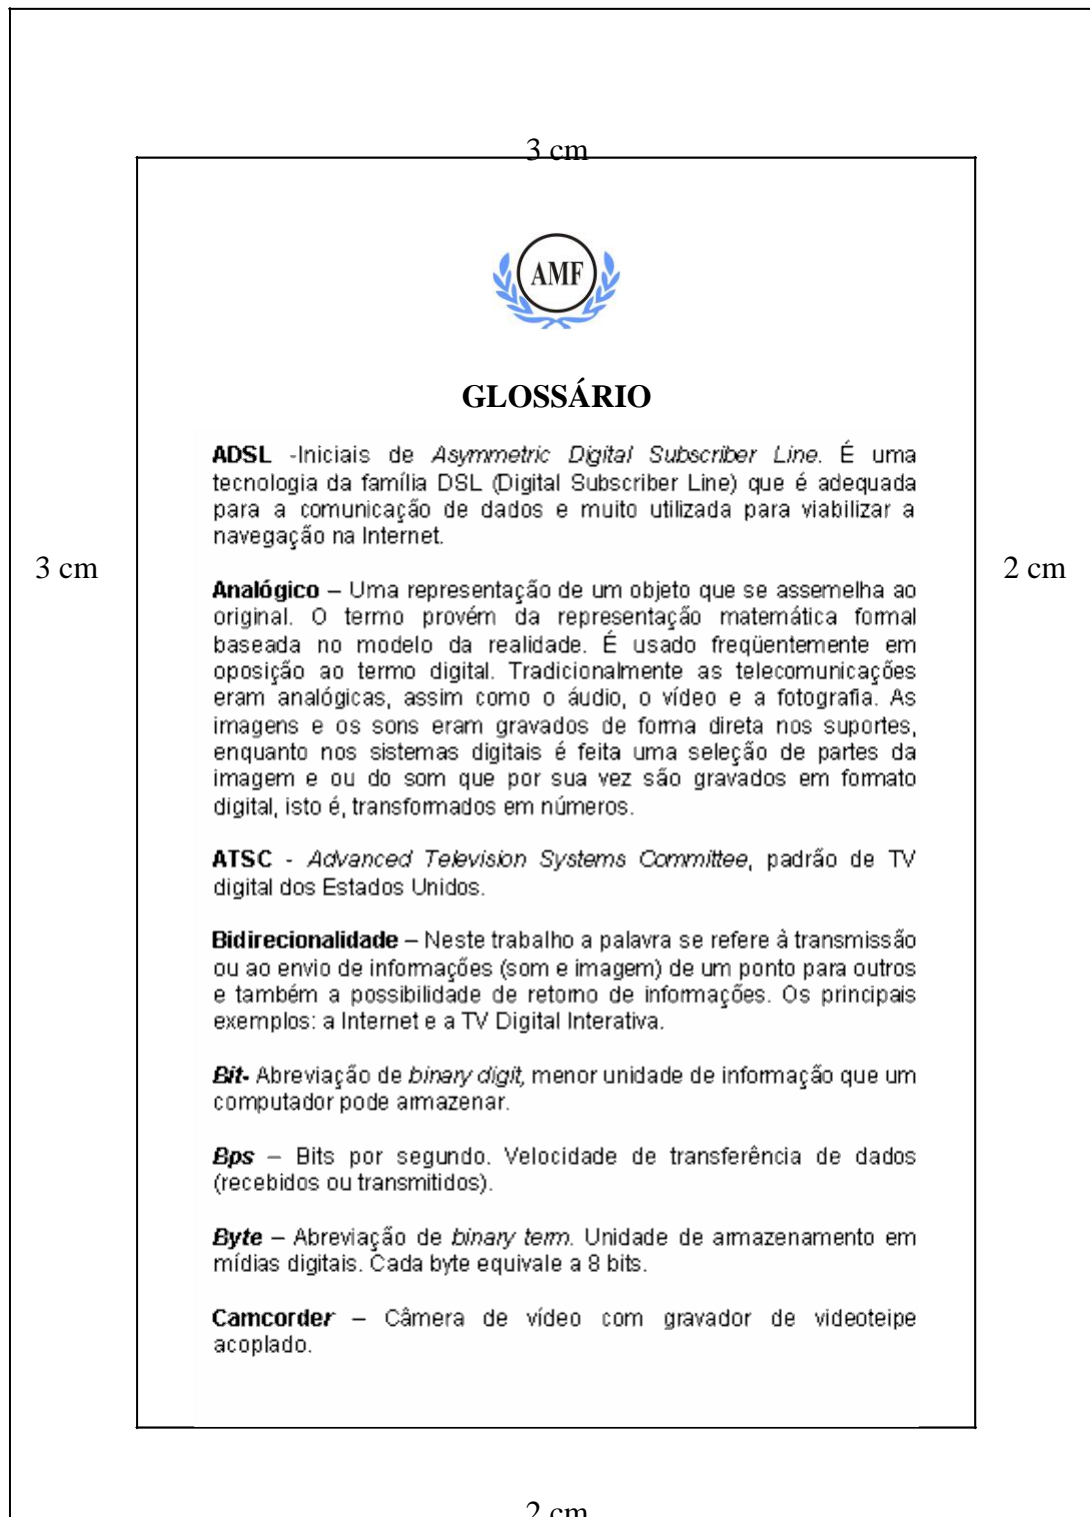 3 cm
AMF
GLOSSÁRIO
ADSL -Iniciais de Asymmetric Digital Subscriber Line. É uma
tecnologia da família DSL (Digital Subscriber Line) que é adequada
para a comunicação de dados e muito utilizada para viabilizar a
navegação na Internet.
3 cm
2 cm
Analógico – Uma representação de um objeto que se assemelha ao
original. O termo provém da representação matemática formal
baseada no modelo da realidade. É usado freqüentemente em
oposição ao termo digital. Tradicionalmente as telecomunicações
eram analógicas, assim como o áudio, o vídeo e a fotografia. As
imagens e os sons eram gravados de forma direta nos suportes,
enquanto nos sistemas digitais é feita uma seleção de partes da
imagem e ou do som que por sua vez são gravados em formato
digital, isto é, transformados em números.
ATSC - Advanced Television Systems Committee, padrão de TV
digital dos Estados Unidos.
Bidirecionalidade – Neste trabalho a palavra se refere à transmissão
ou ao envio de informações (som e imagem) de um ponto para outros
e também a possibilidade de retorno de informações. Os principais
exemplos: a Internet e a TV Digital Interativa.
Bit- Abreviação de binary digit, menor unidade de informação que um
computador pode armazenar.
Bps – Bits por segundo. Velocidade de transferência de dados
(recebidos ou transmitidos).
Byte – Abreviação de binary term. Unidade de armazenamento em
mídias digitais. Cada byte equivale a 8 bits.
Camcorder – Câmera de vídeo com gravador de videoteipe
acoplado.
2 cm